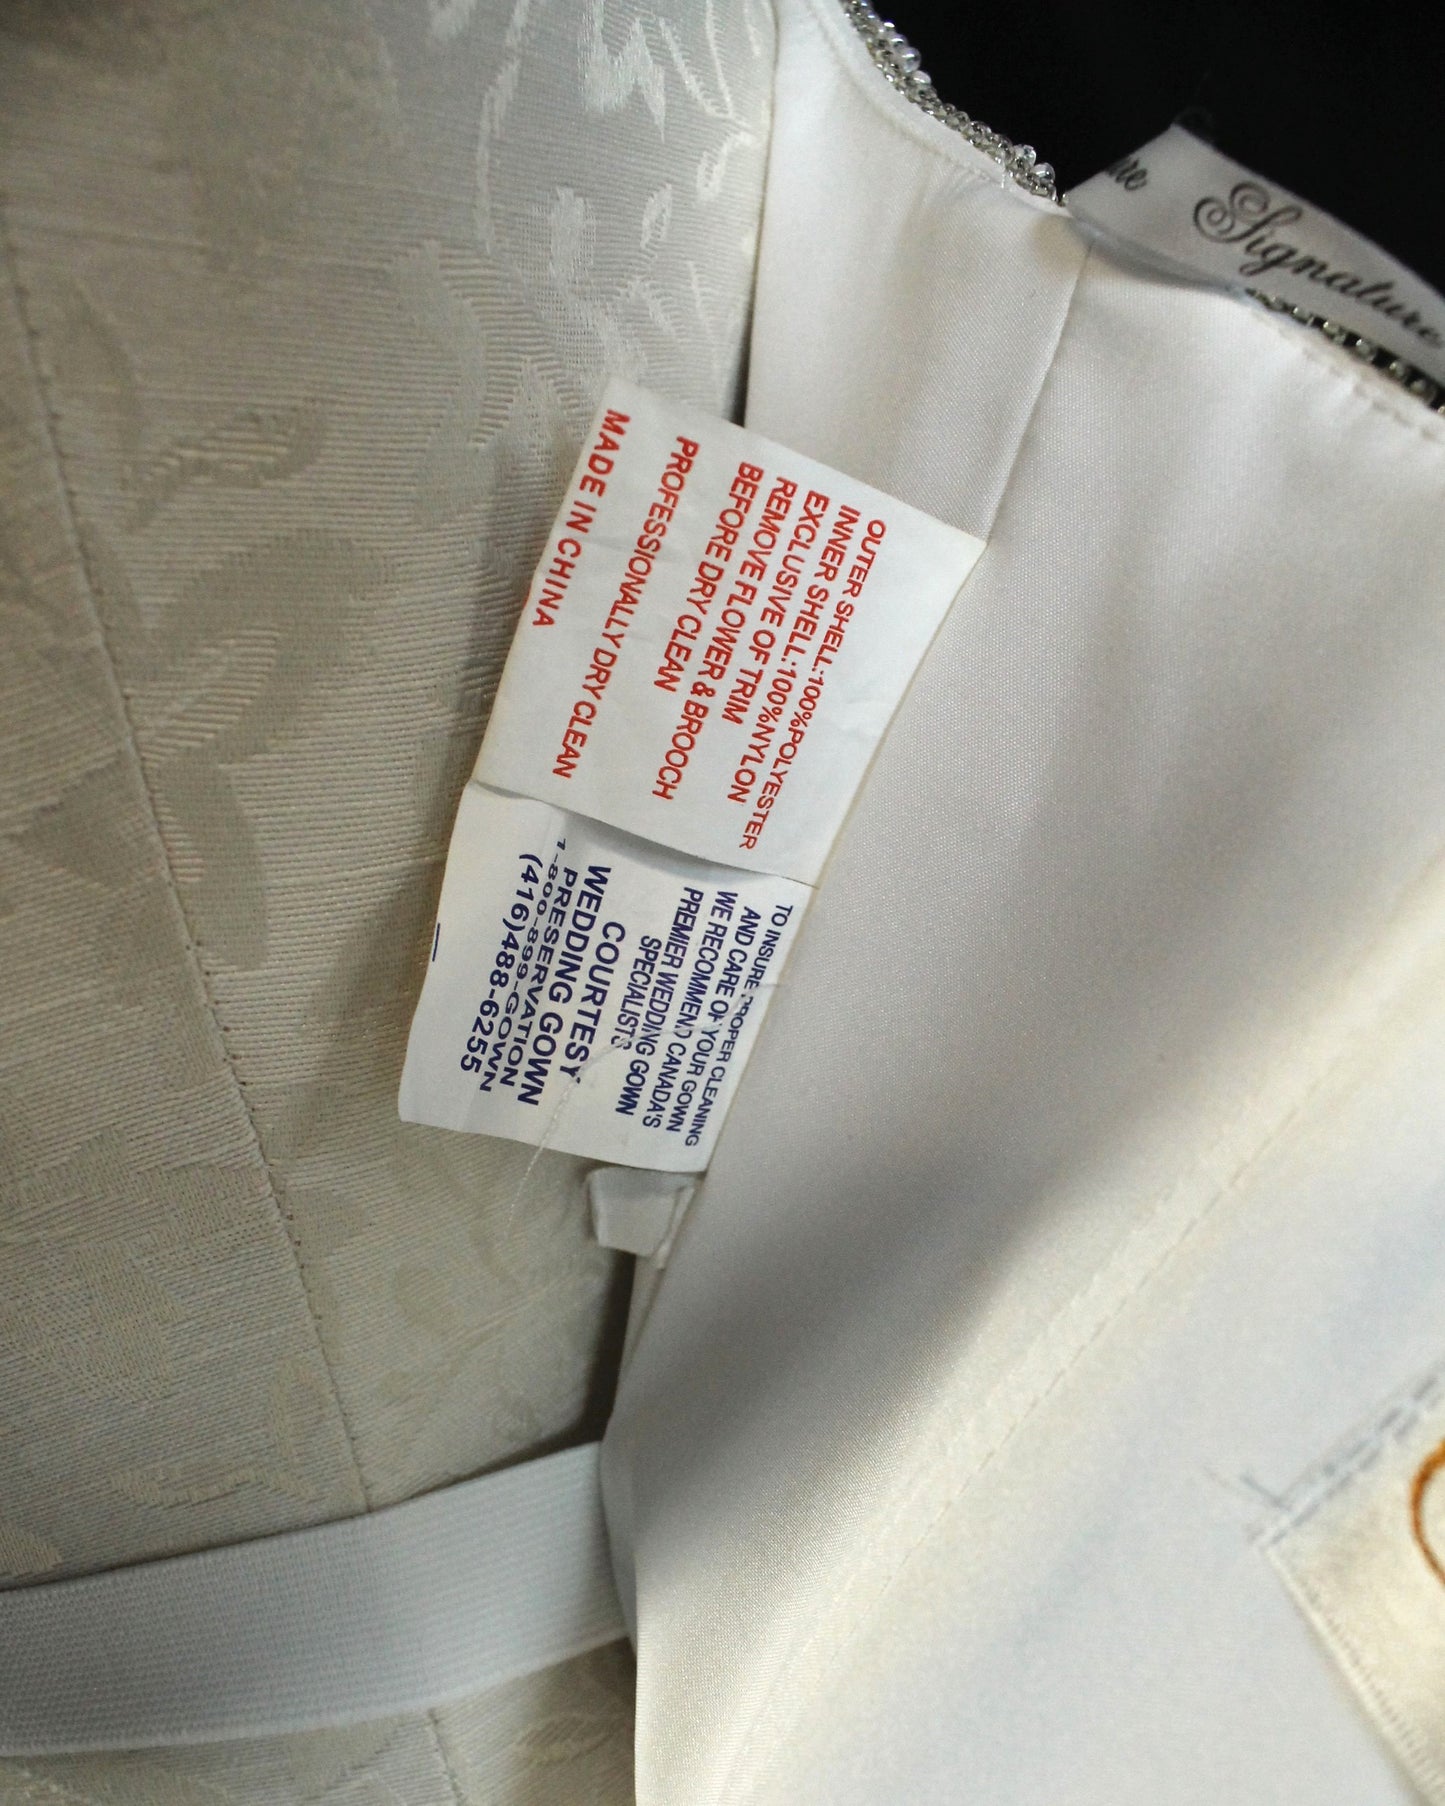 Signature
OUTER SHELL:100%POLYESTER
INNER SHELL:100%NYLON
EXCLUSIVE OF TRIM
REMOVE FLOWER & BROOCH
BEFORE DRY CLEAN
PROFESSIONALLY DRY CLEAN
MADE IN CHINA
TO INSURE PROPER CLEANING
AND CARE OF YOUR GOWN
WE RECOMMEND CANADA'S
PREMIER WEDDING GOWN
SPECIALISTS
COURTESY
WEDDING GOWN
PRESERVATION
1-800-899-GOWN
(416)488-6255